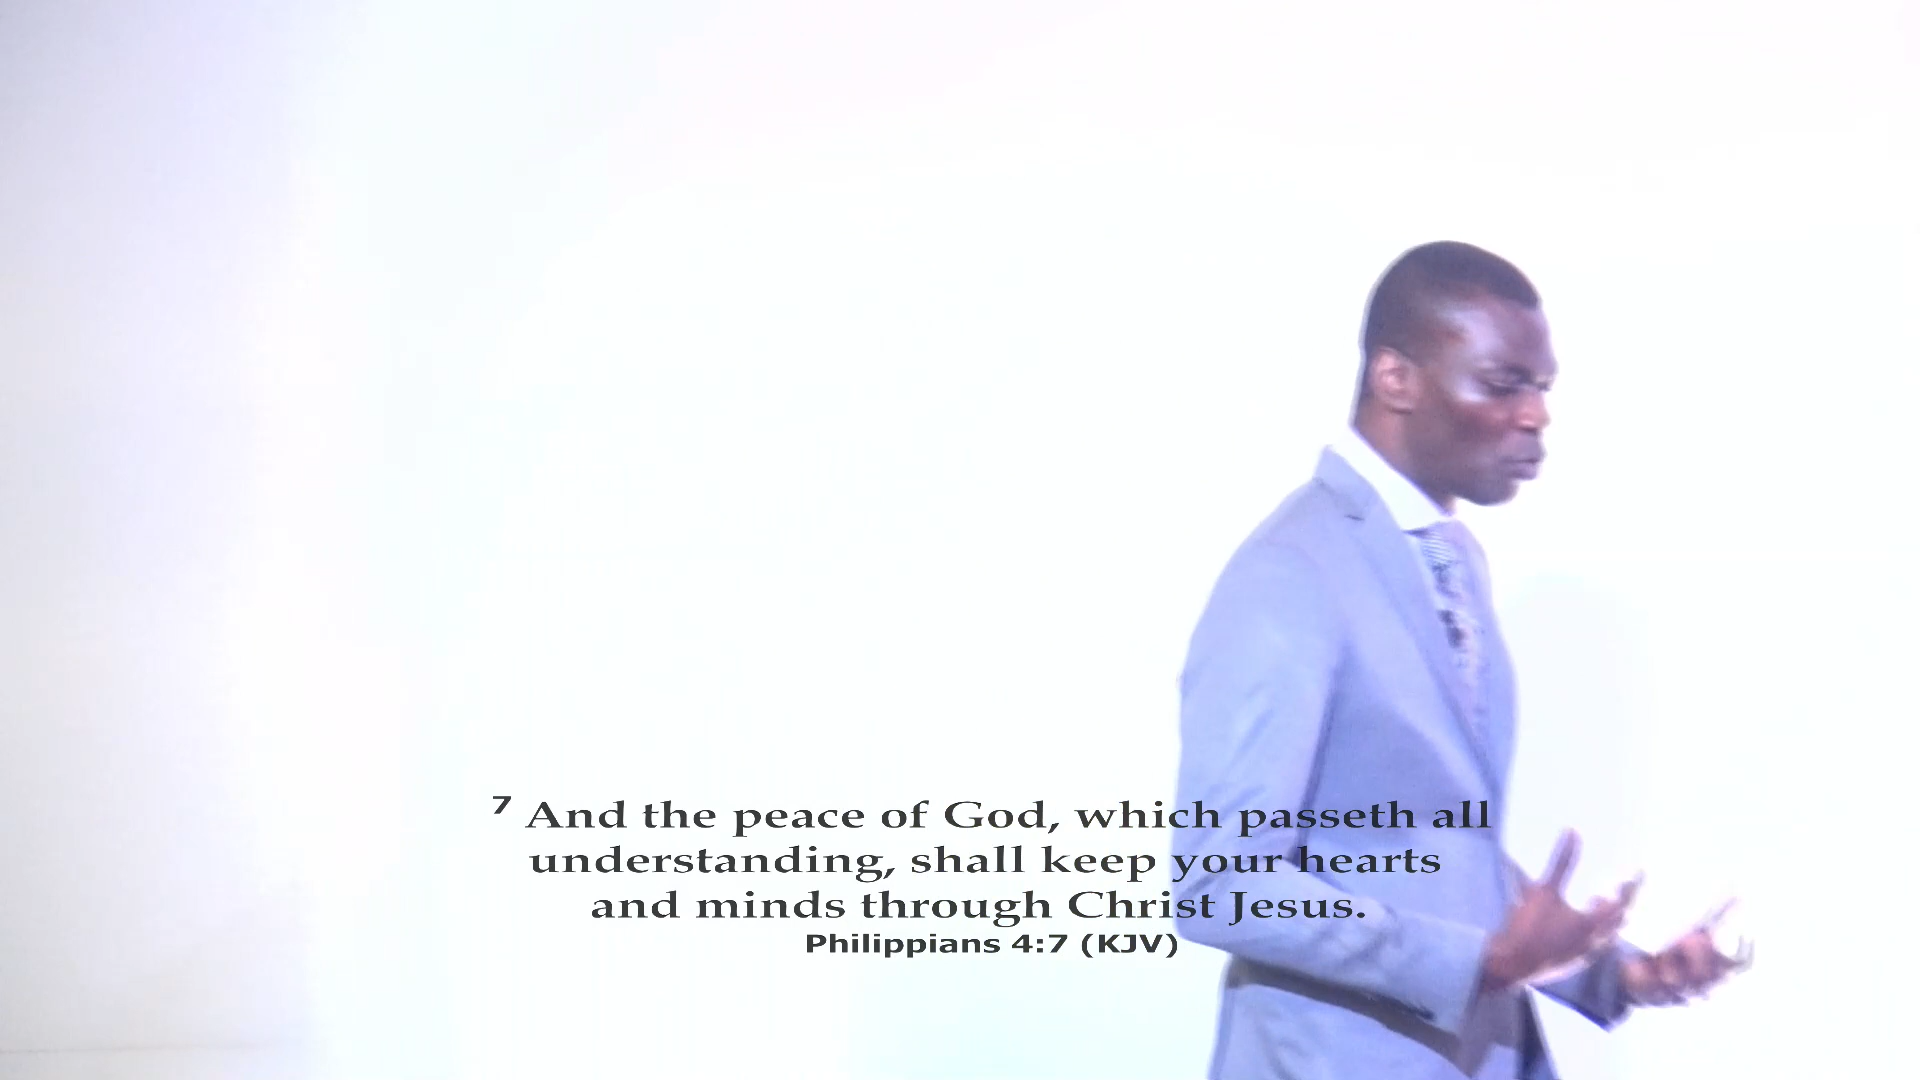 7 And the peace of God, which passeth all
understanding, shall keep your hearts
and minds through Christ Jesus.
Philippians 4:7 (KJV)